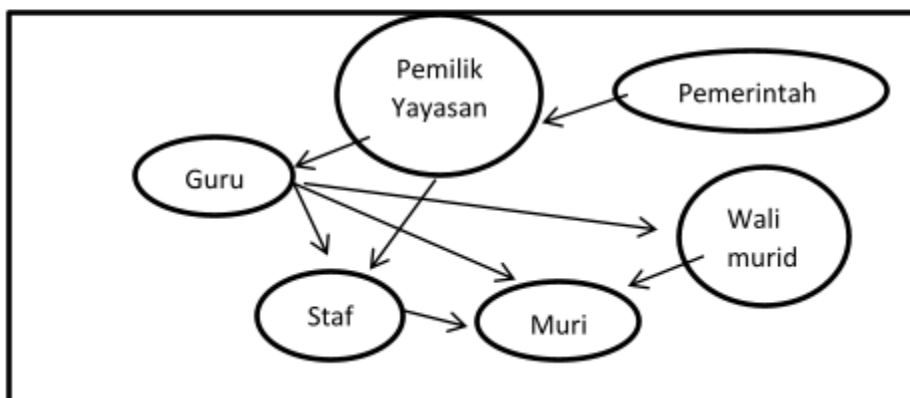 Pemilik
Yayasan
Pemerintah
Guru
Wali
murid
Staf
Muri